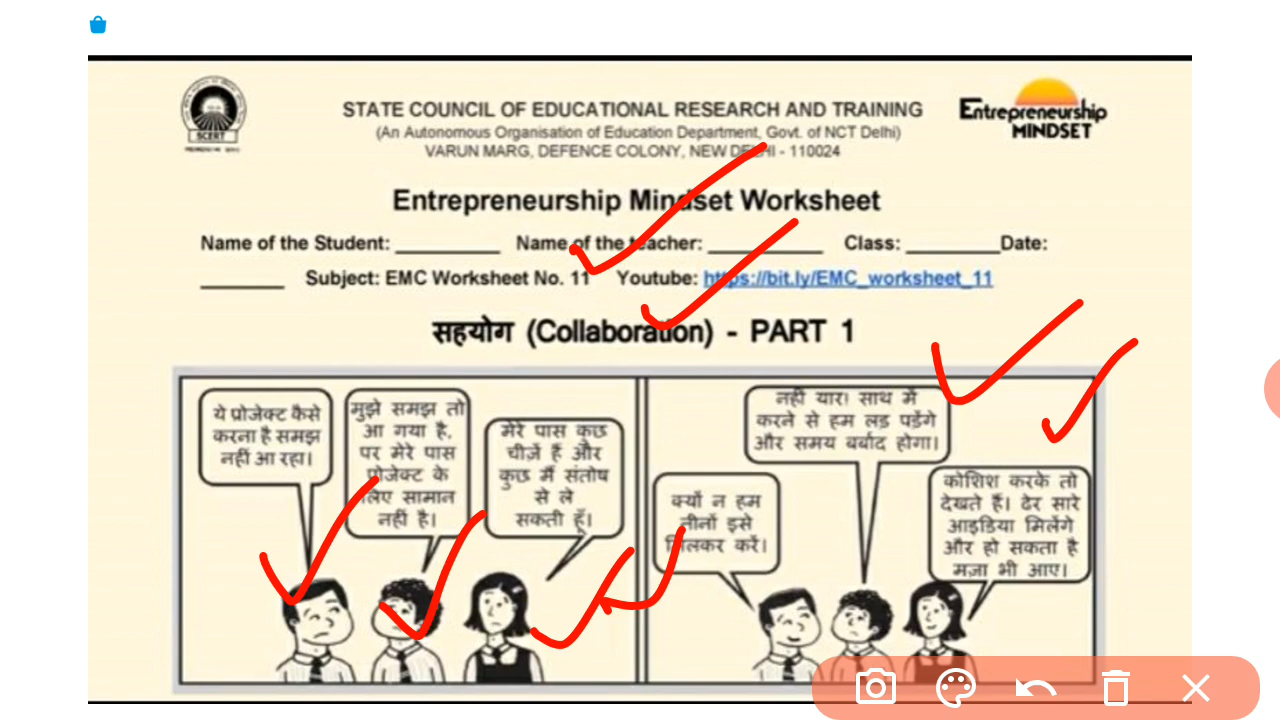 STATE COUNCIL OF EDUCATIONAL RESEARCH AND TRAINING
(An Autonomous Organisation of Education Department, Govt. of NCT Delhi)
VARUN MARG, DEFENCE COLONY, NEW DELHI - 110024
SCERT
Entrepreneurship
MINDSET
Entrepreneurship Mindset Worksheet
Name of the Student: _________ Name of the teacher: __________ Class: ________Date:
_______ Subject: EMC Worksheet No. 11 Youtube: https://bit.ly/EMC_worksheet_11
सहयोग (Collaboration) - PART 1
ये प्रोजेक्ट कैसे
करना है समझ
नहीं आ रहा।
मुझे समझ तो
आ गया है,
पर मेरे पास
प्रोजेक्ट के
लिए सामान
नहीं है।
मेरे पास कुछ
चीज़ें हैं और
कुछ मैं संतोष
से ले
सकती हूँ।
क्यों न हम
तीनों इसे
मिलकर करें।
नहीं यार। साथ में
करने से हम लड़ पड़ेंगे
और समय बर्बाद होगा।
कोशिश करके तो
देखते हैं। ढेर सारे
आइडिया मिलेंगे
और हो सकता है
मज़ा भी आए।